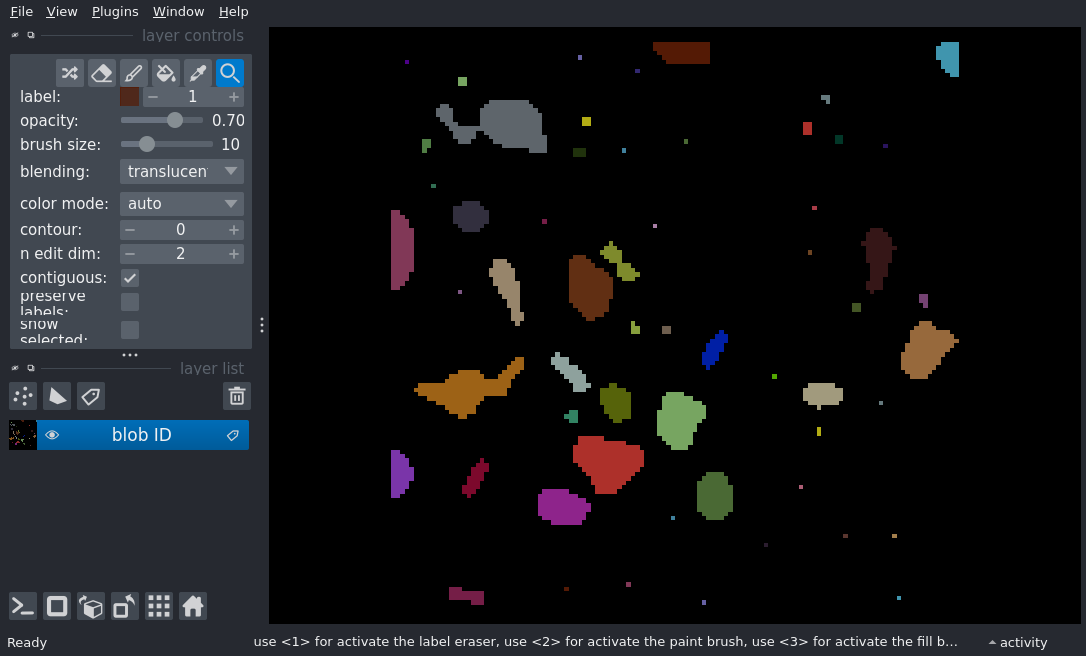 File View Plugins Window Help
layer controls
label: 1
opacity: 0.70
brush size: 10
blending: translucen
color mode: auto
contour: 0
n edit dim: 2
contiguous:
preserve
labels:
show
selected:
layer list
blob ID
Ready use <1> for activate the label eraser, use <2> for activate the paint brush, use <3> for activate the fill b... activity